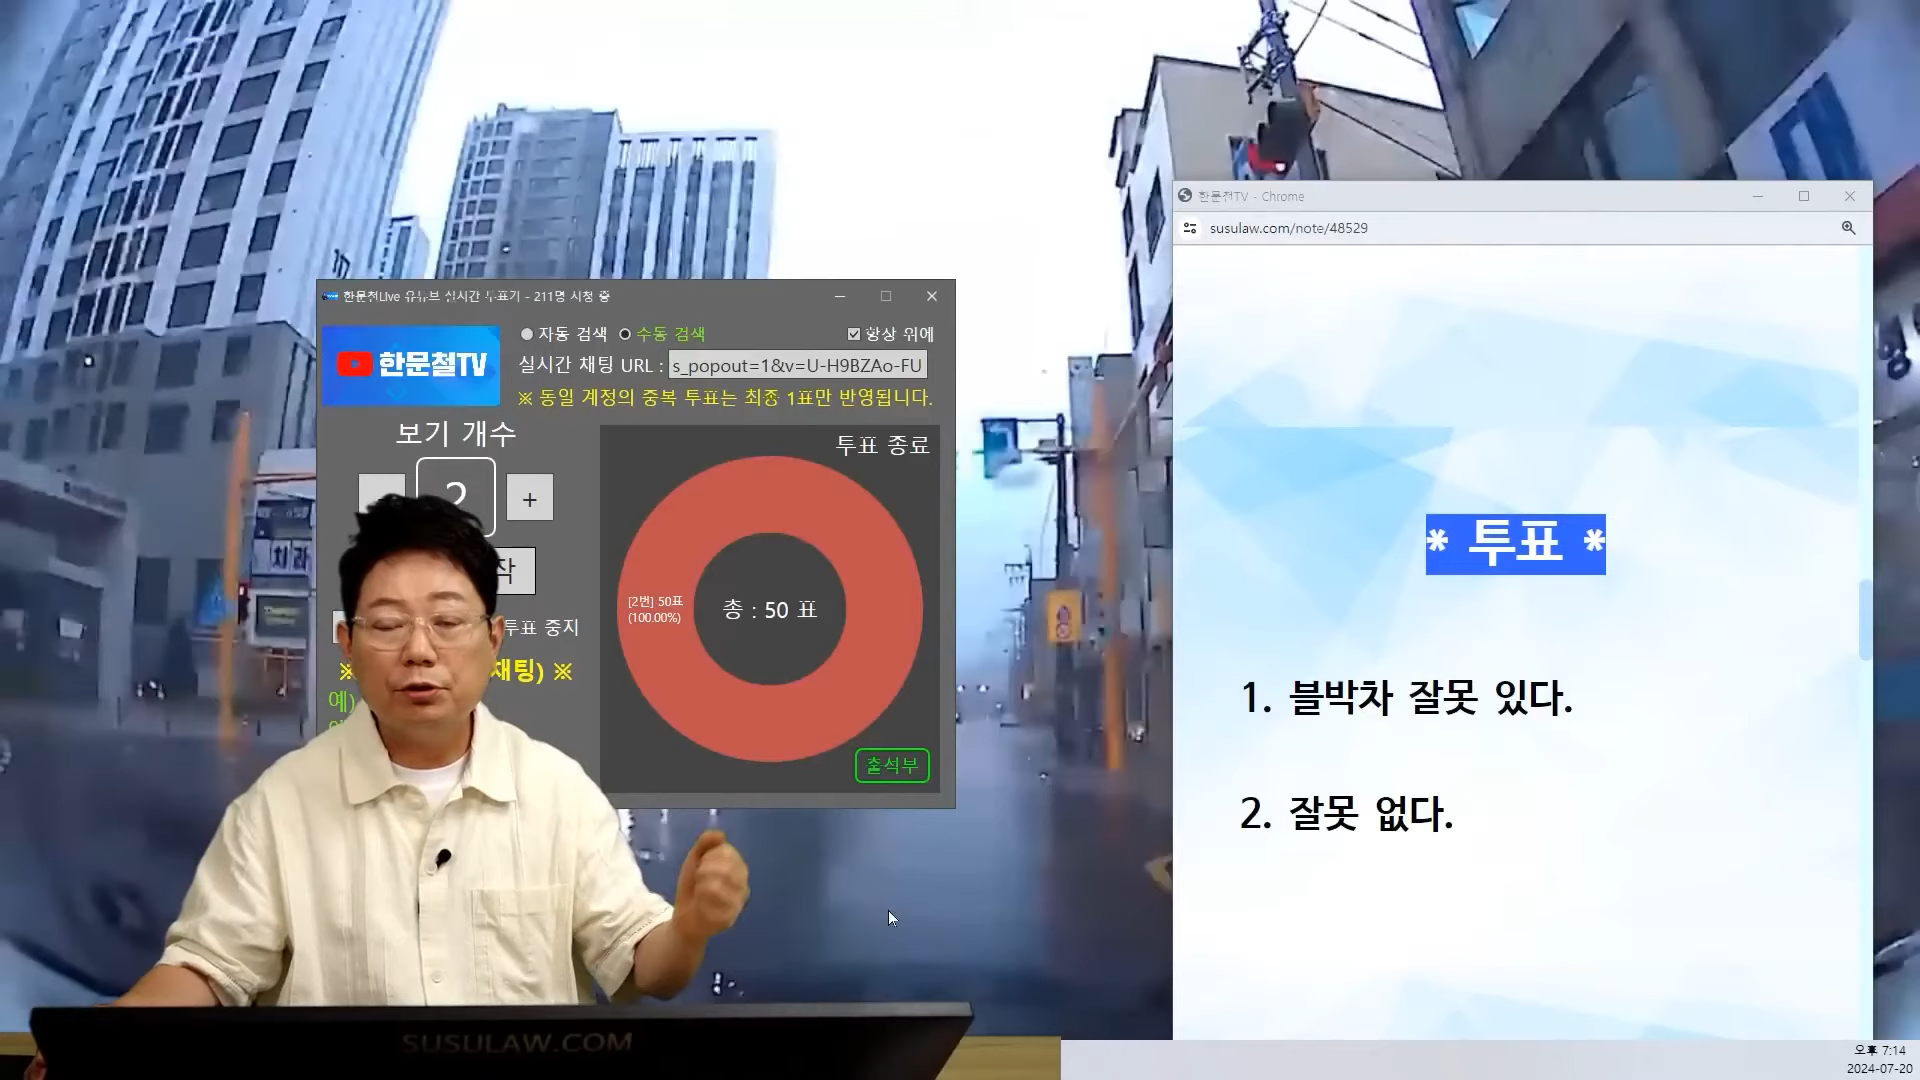 한문철Live 유튜브 실시간 투표기 - 211명 시청 중
한문철TV
자동 검색 수동 검색
항상 위에
실시간 채팅 URL : s_popout=1&v=U-H9BZAo-FU
※ 동일 계정의 중복 투표는 최종 1표만 반영됩니다.
보기 개수
2
+
작
투표 중지
※ 채팅) ※
예)
투표 종료
[2번] 50표
(100.00%)
총 : 50 표
출석부
치과
한문철TV - Chrome
susulaw.com/note/48529
* 투표 *
1. 블박차 잘못 있다.
2. 잘못 없다.
SUSULAW.COM
오후 7:14
2024-07-20